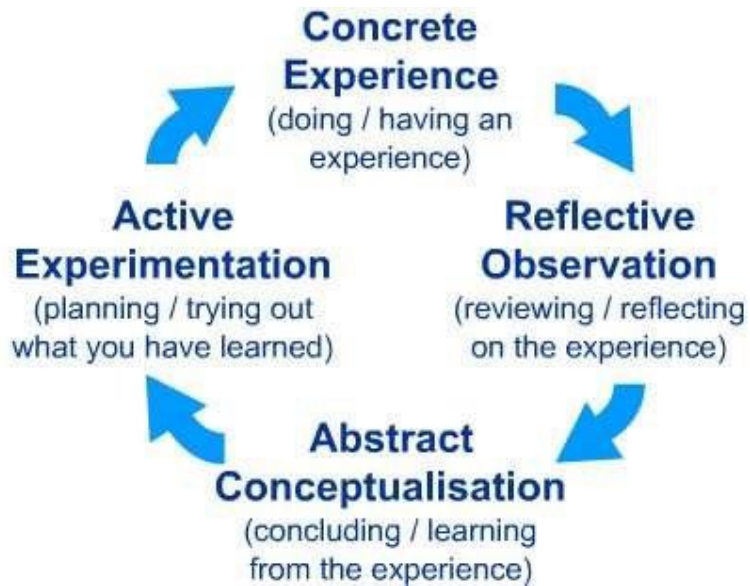 Concrete
Experience
(doing / having an
experience)
Reflective
Observation
(reviewing / reflecting
on the experience)
Abstract
Conceptualisation
(concluding / learning
from the experience)
Active
Experimentation
(planning / trying out
what you have learned)